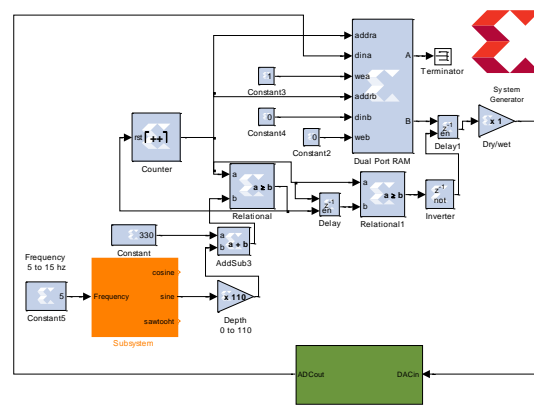 addra
dina
wea
addrb
dinb
web
A
B
Dual Port RAM
Terminator
System
Generator
1
Constant3
0
Constant4
0
Constant2
z-1
en
Delay1
x 1
Dry/wet
rst
++
Counter
a
b
a ≥ b
Relational
z-1
en
Delay
a
b
a ≥ b
Relational1
z-1
not
Inverter
330
Constant
a
b
a + b
AddSub3
Frequency
5 to 15 hz
5
Constant5
Frequency
cosine
sine
sawtooht
Subsystem
x 110
Depth
0 to 110
ADCout
DACin